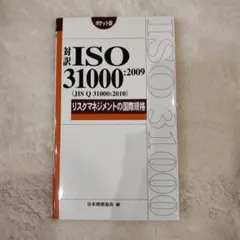 ポケット版
対訳 ISO
31000:2009
(JIS Q 31000:2010)
リスクマネジメントの国際規格
日本規格協会 編
ISO 31000